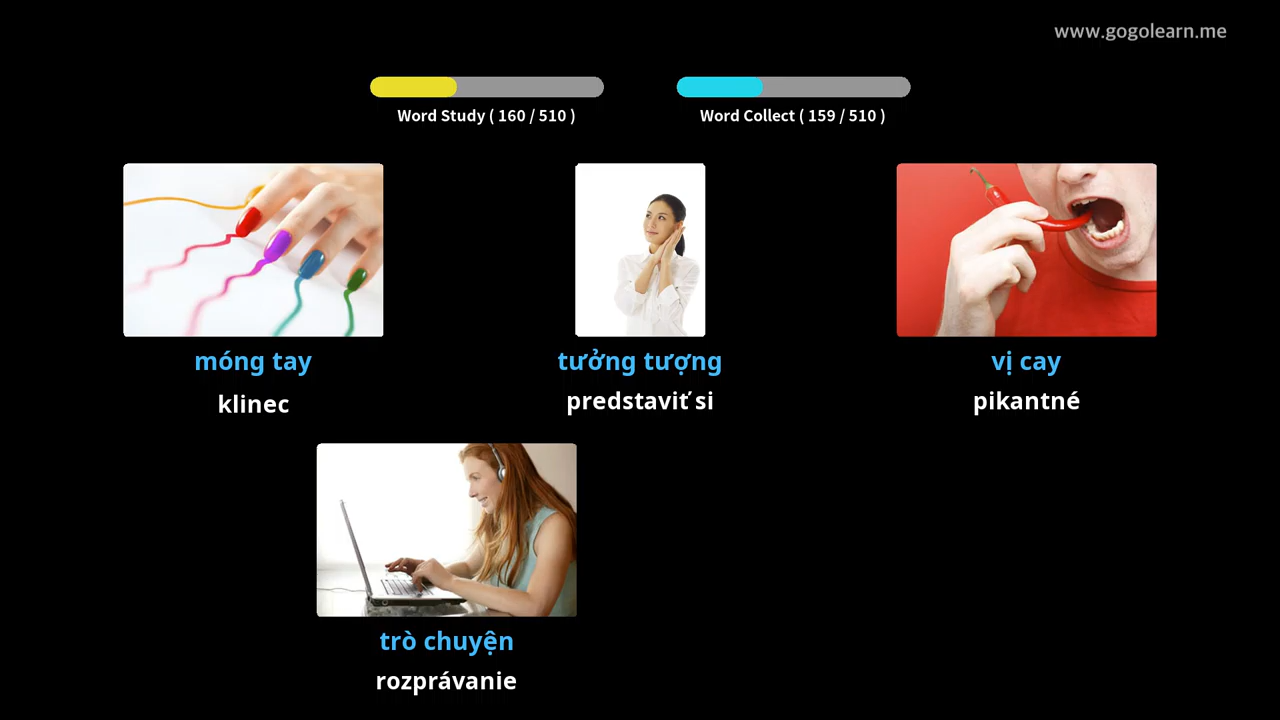 www.gogolearn.me
Word Study ( 160 / 510 )
Word Collect ( 159 / 510 )
móng tay
klinec
tưởng tượng
predstaviť si
vị cay
pikantné
trò chuyện
rozprávanie